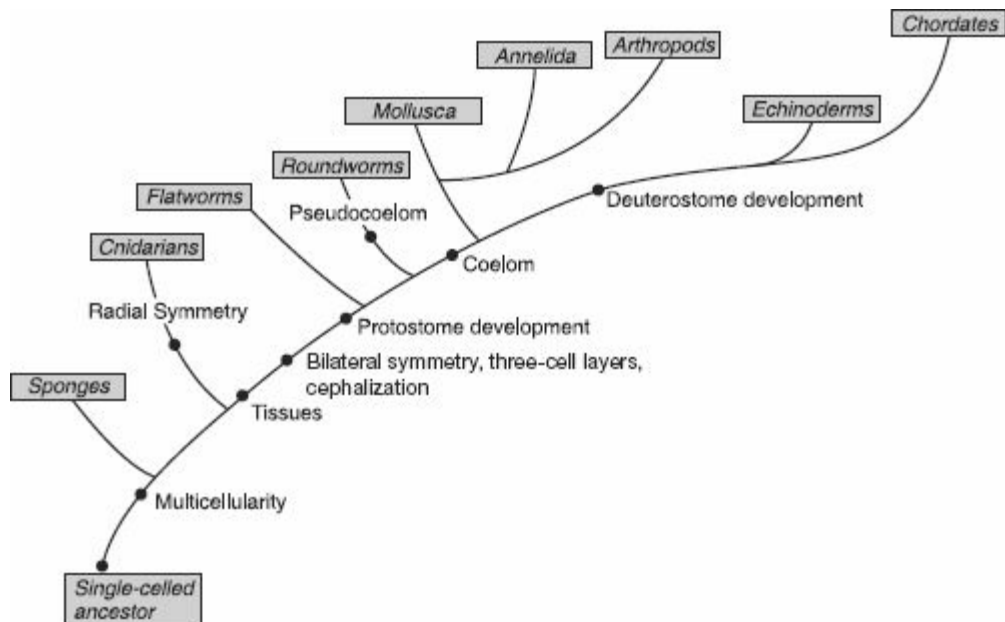 Chordates
Arthropods
Annelida
Echinoderms
Mollusca
Roundworms
Flatworms
Pseudocoelom
Deuterostome development
Cnidarians
Coelom
Radial Symmetry
Protostome development
Bilateral symmetry, three-cell layers,
cephalization
Sponges
Tissues
Multicellularity
Single-celled
ancestor